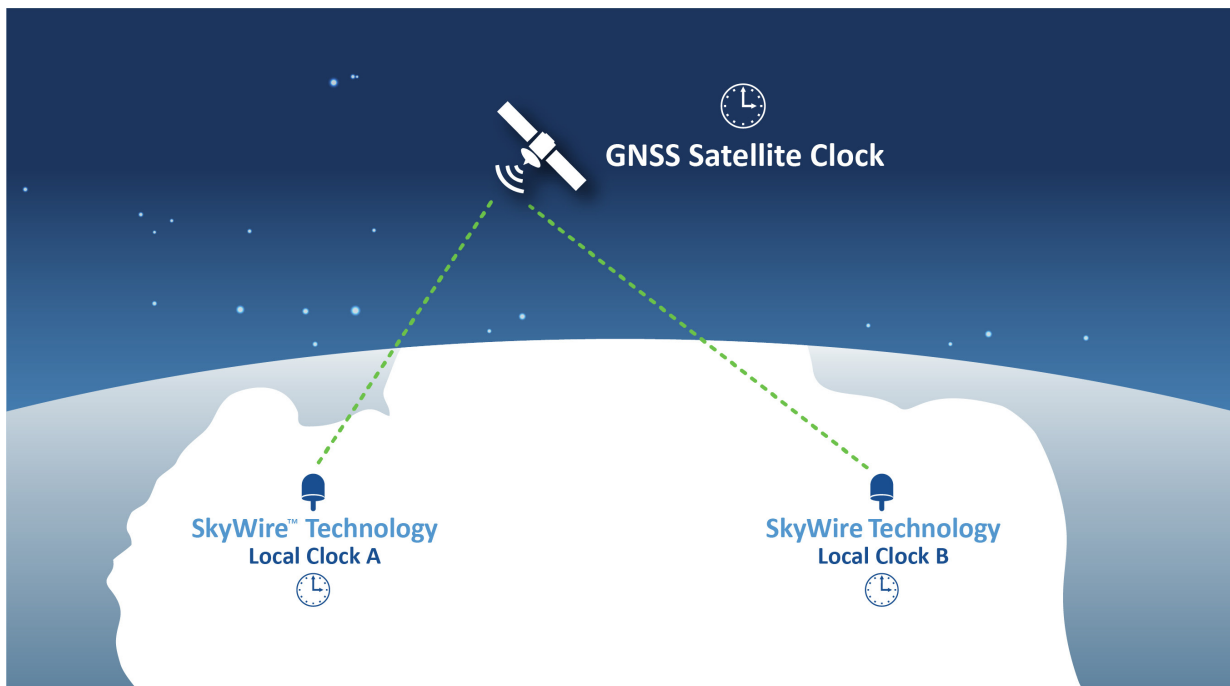 GNSS Satellite Clock
SkyWire™ Technology
Local Clock A
SkyWire Technology
Local Clock B